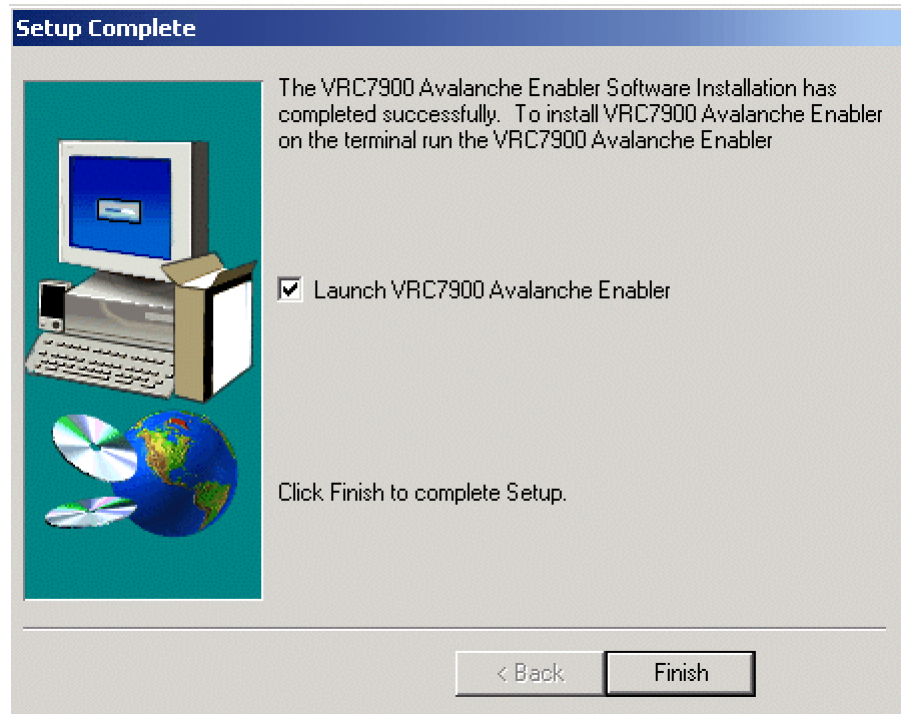 Setup Complete
The VRC7900 Avalanche Enabler Software Installation has
completed successfully.  To install VRC7900 Avalanche Enabler
on the terminal run the VRC7900 Avalanche Enabler
Launch VRC7900 Avalanche Enabler
Click Finish to complete Setup.
< Back
Finish